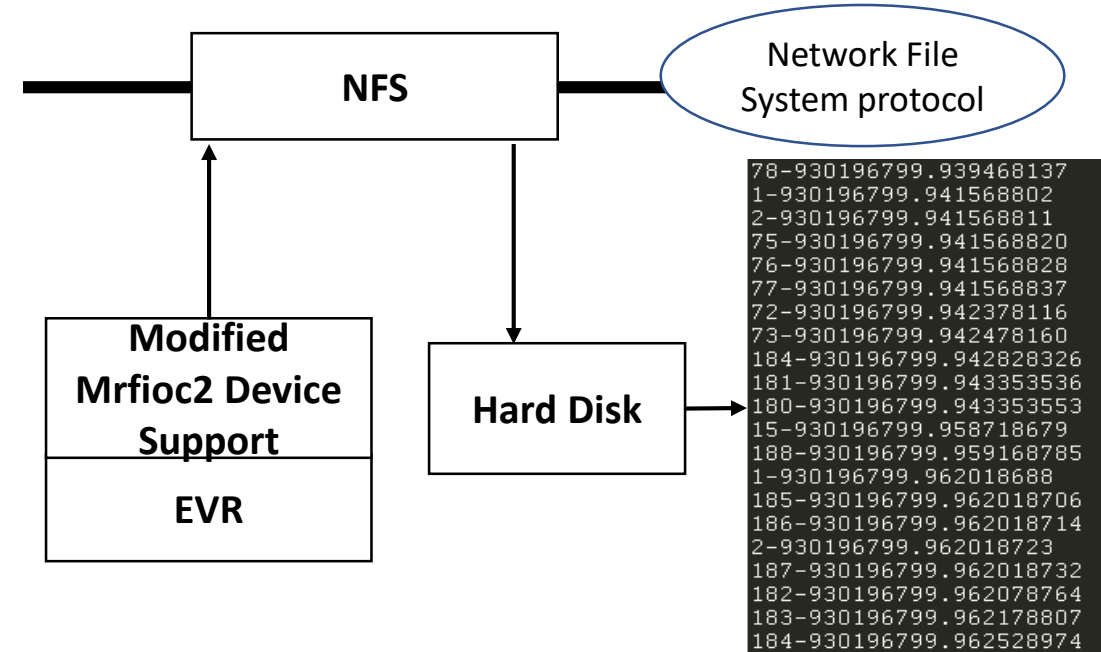 NFS
Network File
System protocol
Modified
Mrfioc2 Device
Support
EVR
Hard Disk
78-930196799.939468137
1-930196799.941568802
2-930196799.941568811
75-930196799.941568820
76-930196799.941568828
77-930196799.941568837
72-930196799.942378116
73-930196799.942478160
184-930196799.942828326
181-930196799.943353536
180-930196799.943353553
15-930196799.958718679
188-930196799.959168785
1-930196799.962018688
185-930196799.962018706
186-930196799.962018714
2-930196799.962018723
187-930196799.962018732
182-930196799.962078764
183-930196799.962178807
184-930196799.962528974